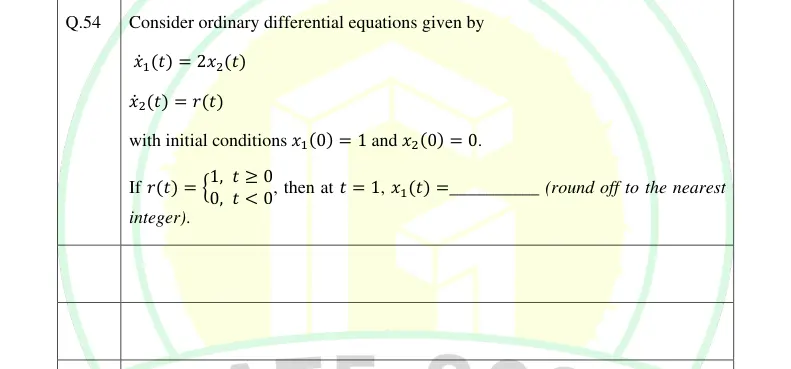 Q.54 Consider ordinary differential equations given by
ẋ₁(t) = 2x₂(t)
ẋ₂(t) = r(t)
with initial conditions x₁(0) = 1 and x₂(0) = 0.
If r(t) = {1, t ≥ 0
0, t < 0, then at t = 1, x₁(t) =__________ (round off to the nearest
integer).